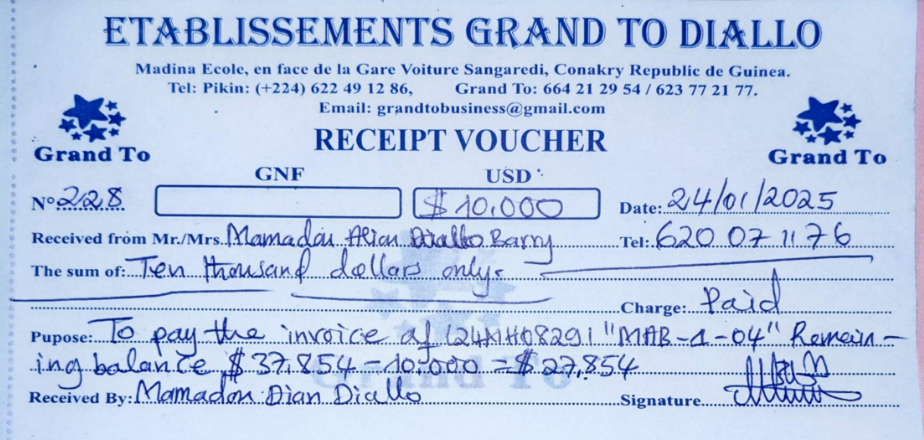 ETABLISSEMENTS GRAND TO DIALLO
Madina Ecole, en face de la Gare Voiture Sangaredi, Conakry Republic de Guinea.
Tel: Pikin: (+224) 622 49 12 86, Grand To: 664 21 29 54 / 623 77 21 77.
Email: grandtobusiness@gmail.com
RECEIPT VOUCHER
Grand To
Grand To
GNF USD
N° 228 $ 10.000 Date: 24/01/2025
Received from Mr./Mrs. Mamadou Alion Diallo Barry Tel: 620 07 11 76
The sum of: Ten thousand dollars only.
Charge: Paid
Pupose: To pay the invoice of "MAB-1-04" Remain-
ing balance $ 37.854 - 10.000 = $ 27.854
Received By: Mamadou Dian Diallo Signature